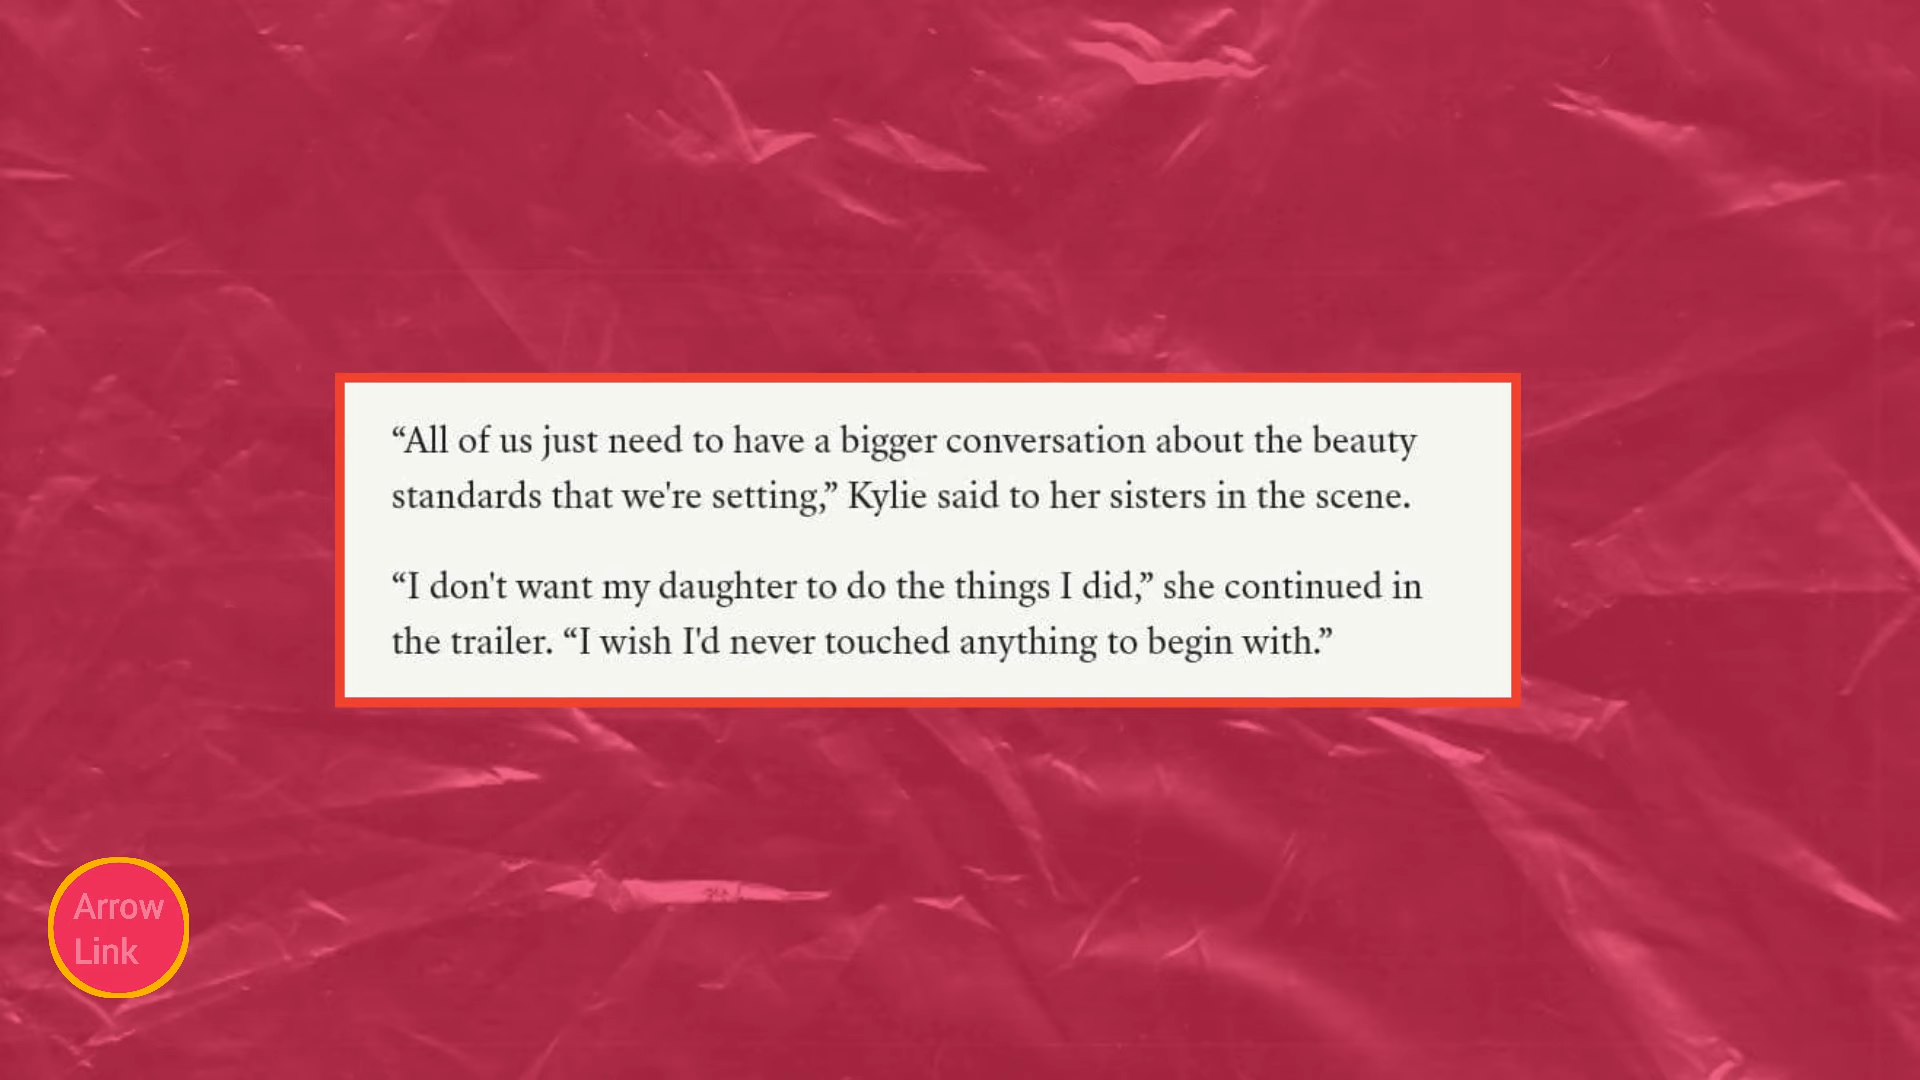 “All of us just need to have a bigger conversation about the beauty
standards that we're setting,” Kylie said to her sisters in the scene.
“I don't want my daughter to do the things I did,” she continued in
the trailer. “I wish I'd never touched anything to begin with.”
Arrow
Link